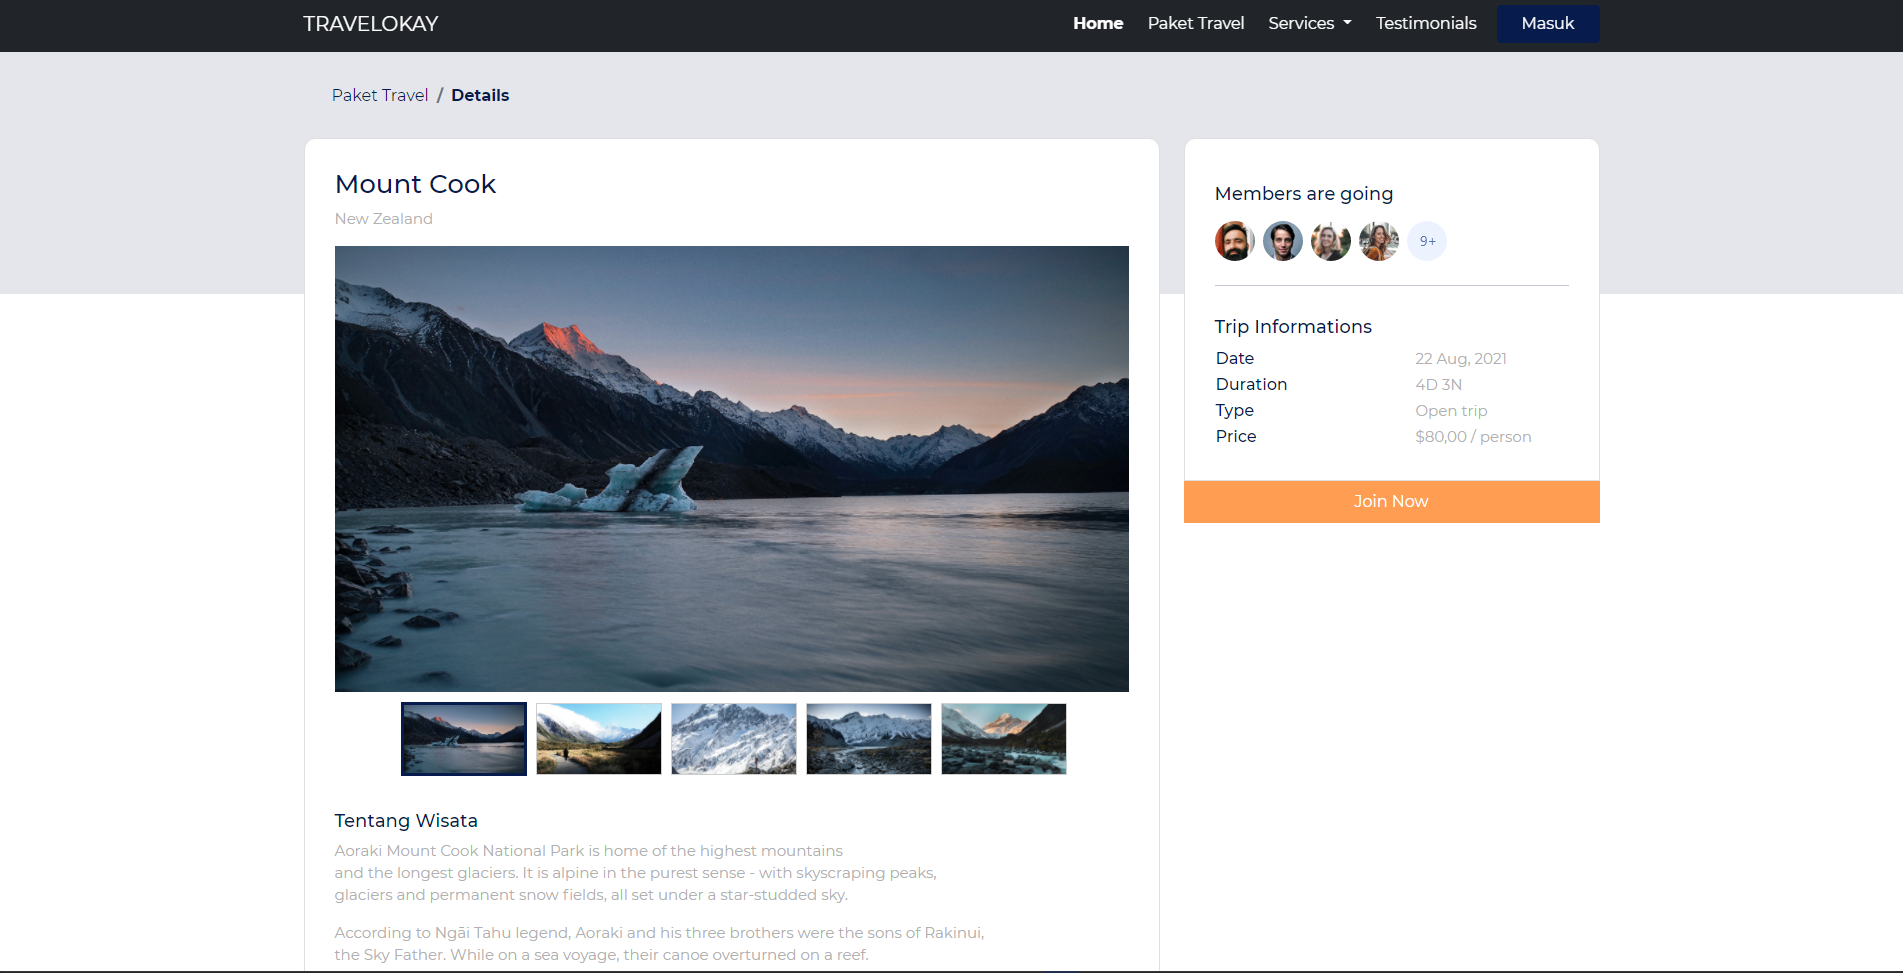 TRAVELOKAY
Home Paket Travel Services Testimonials Masuk
Paket Travel / Details
Mount Cook
New Zealand
Tentang Wisata
Aoraki Mount Cook National Park is home of the highest mountains
and the longest glaciers. It is alpine in the purest sense - with skyscraping peaks,
glaciers and permanent snow fields, all set under a star-studded sky.
According to Ngāi Tahu legend, Aoraki and his three brothers were the sons of Rakinui,
the Sky Father. While on a sea voyage, their canoe overturned on a reef.
Members are going
9+
Trip Informations
Date 22 Aug, 2021
Duration 4D 3N
Type Open trip
Price $80,00 / person
Join Now